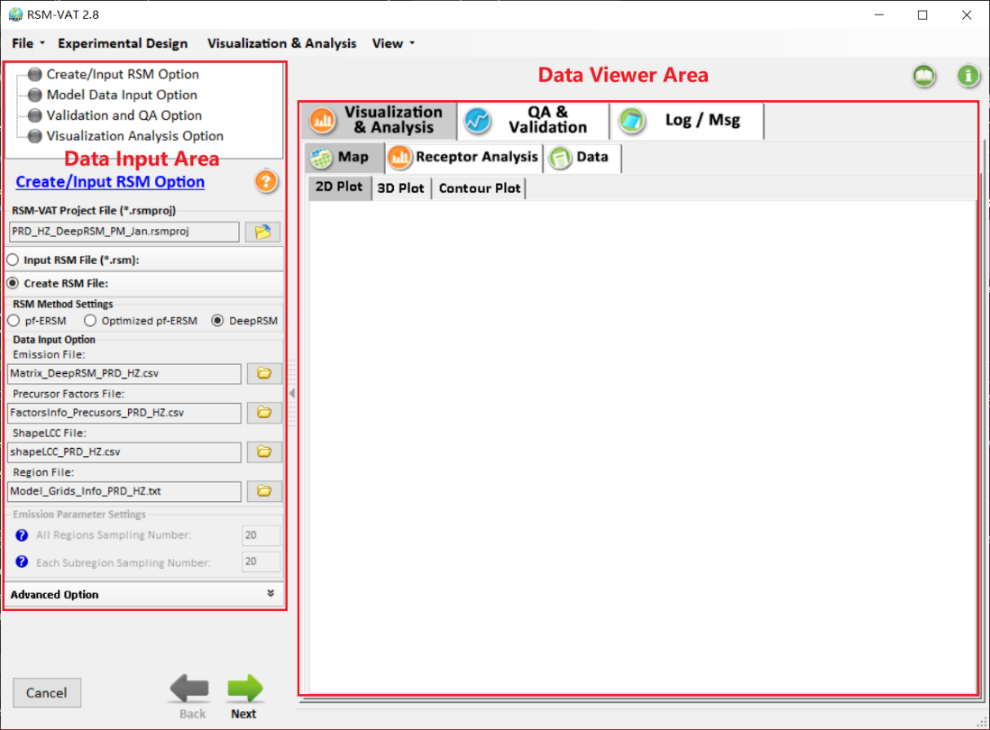 RSM-VAT 2.8
File Experimental Design Visualization & Analysis View
Create/Input RSM Option
Model Data Input Option
Validation and QA Option
Visualization Analysis Option
Data Input Area
Create/Input RSM Option
RSM-VAT Project File (*.rsmproj)
PRD_HZ_DeepRSM_PM_Jan.rsmproj
Input RSM File (*.rsm):
Create RSM File:
RSM Method Settings
pf-ERSM Optimized pf-ERSM DeepRSM
Data Input Option
Emission File:
Matrix_DeepRSM_PRD_HZ.csv
Precursor Factors File:
FactorsInfo_Precusors_PRD_HZ.csv
ShapeLCC File:
shapeLCC_PRD_HZ.csv
Region File:
Model_Grids_Info_PRD_HZ.txt
Emission Parameter Settings
All Regions Sampling Number: 20
Each Subregion Sampling Number: 20
Advanced Option
Cancel
Back
Next
Data Viewer Area
Visualization
& Analysis
QA &
Validation
Log / Msg
Map Receptor Analysis Data
2D Plot 3D Plot Contour Plot